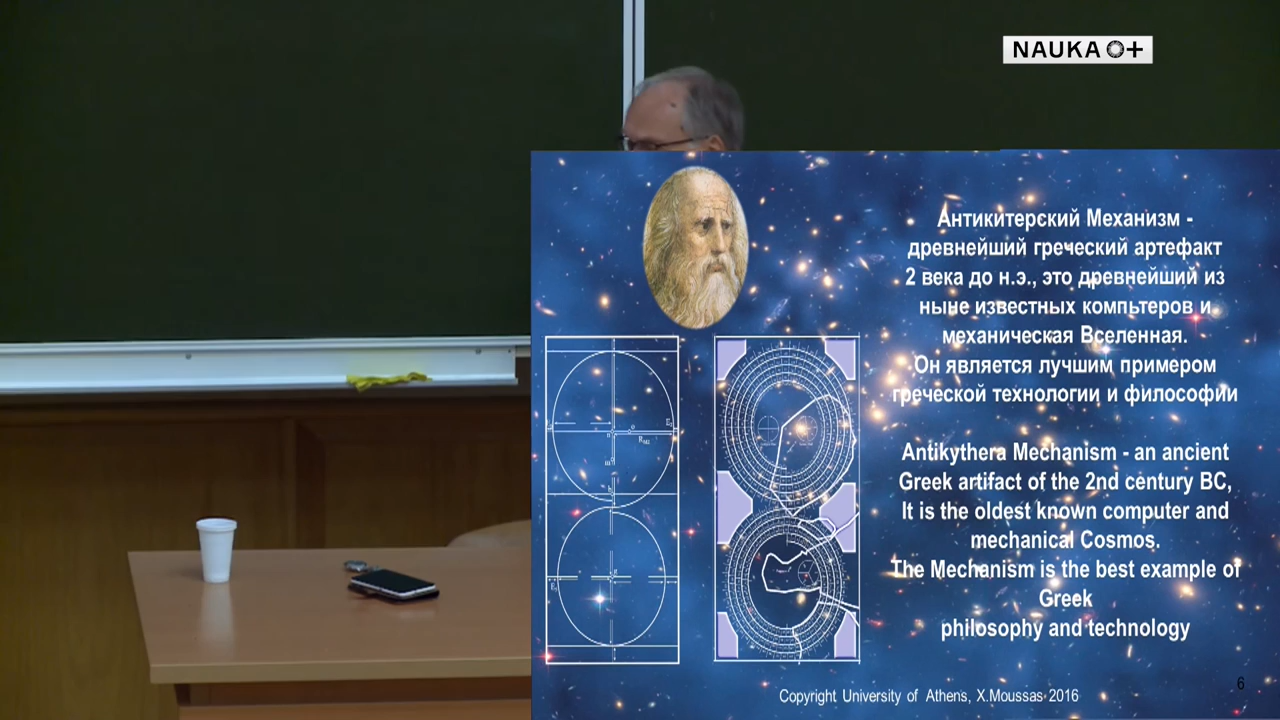 NAUKA O+
Антикитерский Механизм -
древнейший греческий артефакт
2 века до н.э., это древнейший из
ныне известных компьтеров и
механическая Вселенная.
Он является лучшим примером
греческой технологии и философии
Antikythera Mechanism - an ancient
Greek artifact of the 2nd century BC,
It is the oldest known computer and
mechanical Cosmos.
The Mechanism is the best example of
Greek
philosophy and technology
Copyright University of Athens, X.Moussas 2016
6